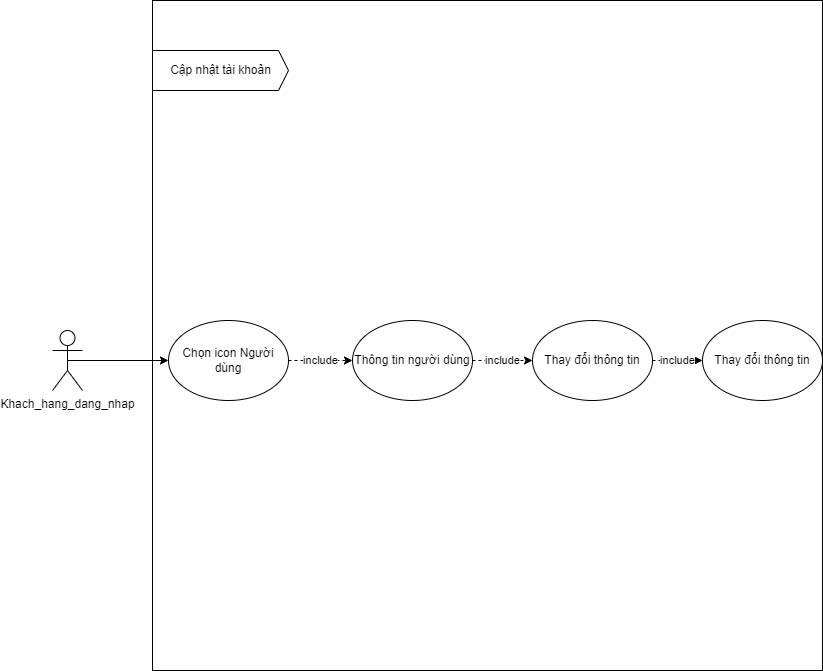 Cập nhật tài khoản
Chọn icon Người
dùng
include
Thông tin người dùng
include
Thay đổi thông tin
include
Thay đổi thông tin
Khach_hang_dang_nhap